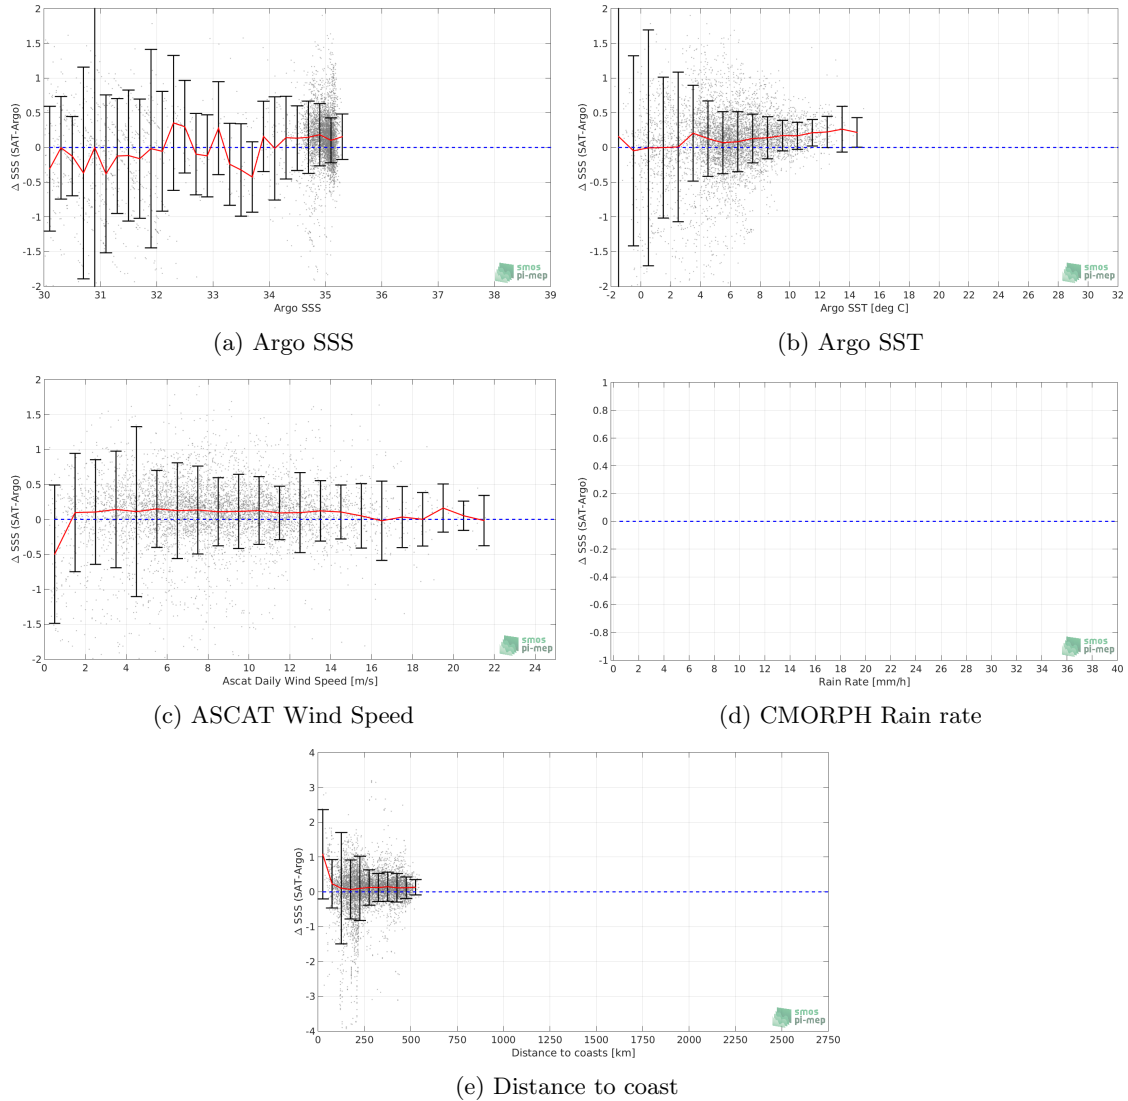 2
1.5
1
0.5
0
-0.5
-1
-1.5
-2
Δ SSS (SAT-Argo)
30 31 32 33 34 35 36 37 38 39
Argo SSS
smos
pi-mep
(a) Argo SSS
2
1.5
1
0.5
0
-0.5
-1
-1.5
-2
Δ SSS (SAT-Argo)
-2 0 2 4 6 8 10 12 14 16 18 20 22 24 26 28 30 32
Argo SST [deg C]
smos
pi-mep
(b) Argo SST
2
1.5
1
0.5
0
-0.5
-1
-1.5
-2
Δ SSS (SAT-Argo)
0 2 4 6 8 10 12 14 16 18 20 22 24
Ascat Daily Wind Speed [m/s]
smos
pi-mep
(c) ASCAT Wind Speed
1
0.8
0.6
0.4
0.2
0
-0.2
-0.4
-0.6
-0.8
-1
Δ SSS (SAT-Argo)
0 2 4 6 8 10 12 14 16 18 20 22 24 26 28 30 32 34 36 38 40
Rain Rate [mm/h]
smos
pi-mep
(d) CMORPH Rain rate
4
3
2
1
0
-1
-2
-3
-4
Δ SSS (SAT-Argo)
0 250 500 750 1000 1250 1500 1750 2000 2250 2500 2750
Distance to coasts [km]
smos
pi-mep
(e) Distance to coast